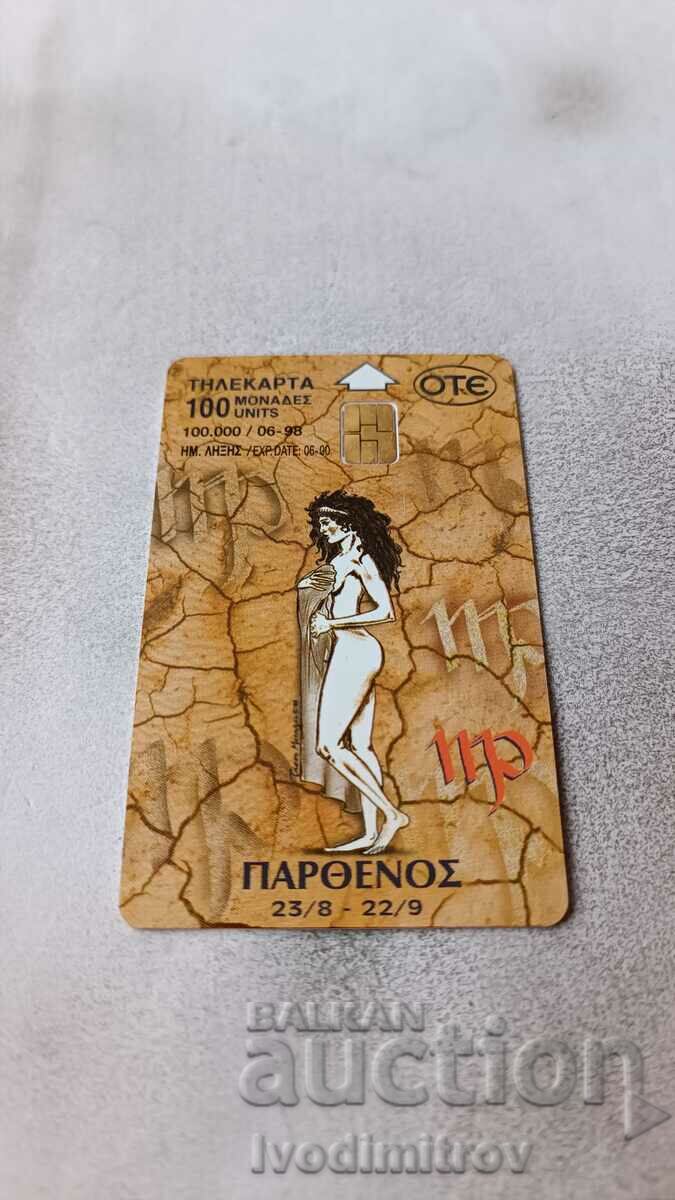 ΤΗΛΕΚΑΡΤΑ
100 ΜΟΝΑΔΕΣ UNITS
OTE
100.000 / 06-98
ΗΜ. ΛΗΞΗΣ / EXP.DATE: 06-00
ΠΑΡΘΕΝΟΣ
23/8 - 22/9
BALKAN
auction
Ivodimitrov